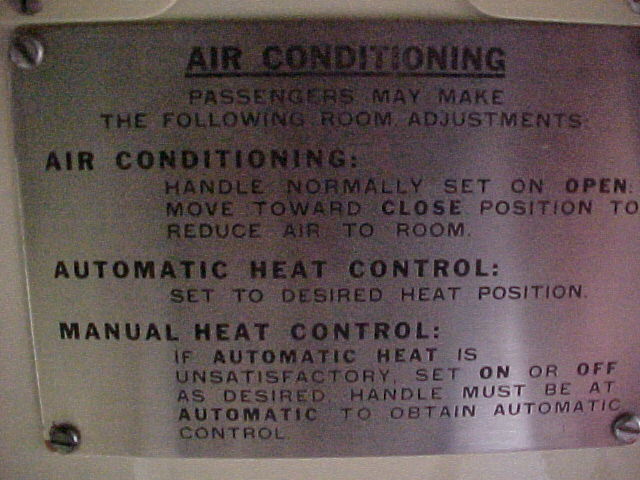 AIR CONDITIONING
PASSENGERS MAY MAKE
THE FOLLOWING ROOM ADJUSTMENTS:
AIR CONDITIONING:
HANDLE NORMALLY SET ON OPEN.
MOVE TOWARD CLOSE POSITION TO
REDUCE AIR TO ROOM.
AUTOMATIC HEAT CONTROL:
SET TO DESIRED HEAT POSITION.
MANUAL HEAT CONTROL:
IF AUTOMATIC HEAT IS
UNSATISFACTORY, SET ON OR OFF
AS DESIRED. HANDLE MUST BE AT
AUTOMATIC TO OBTAIN AUTOMATIC
CONTROL